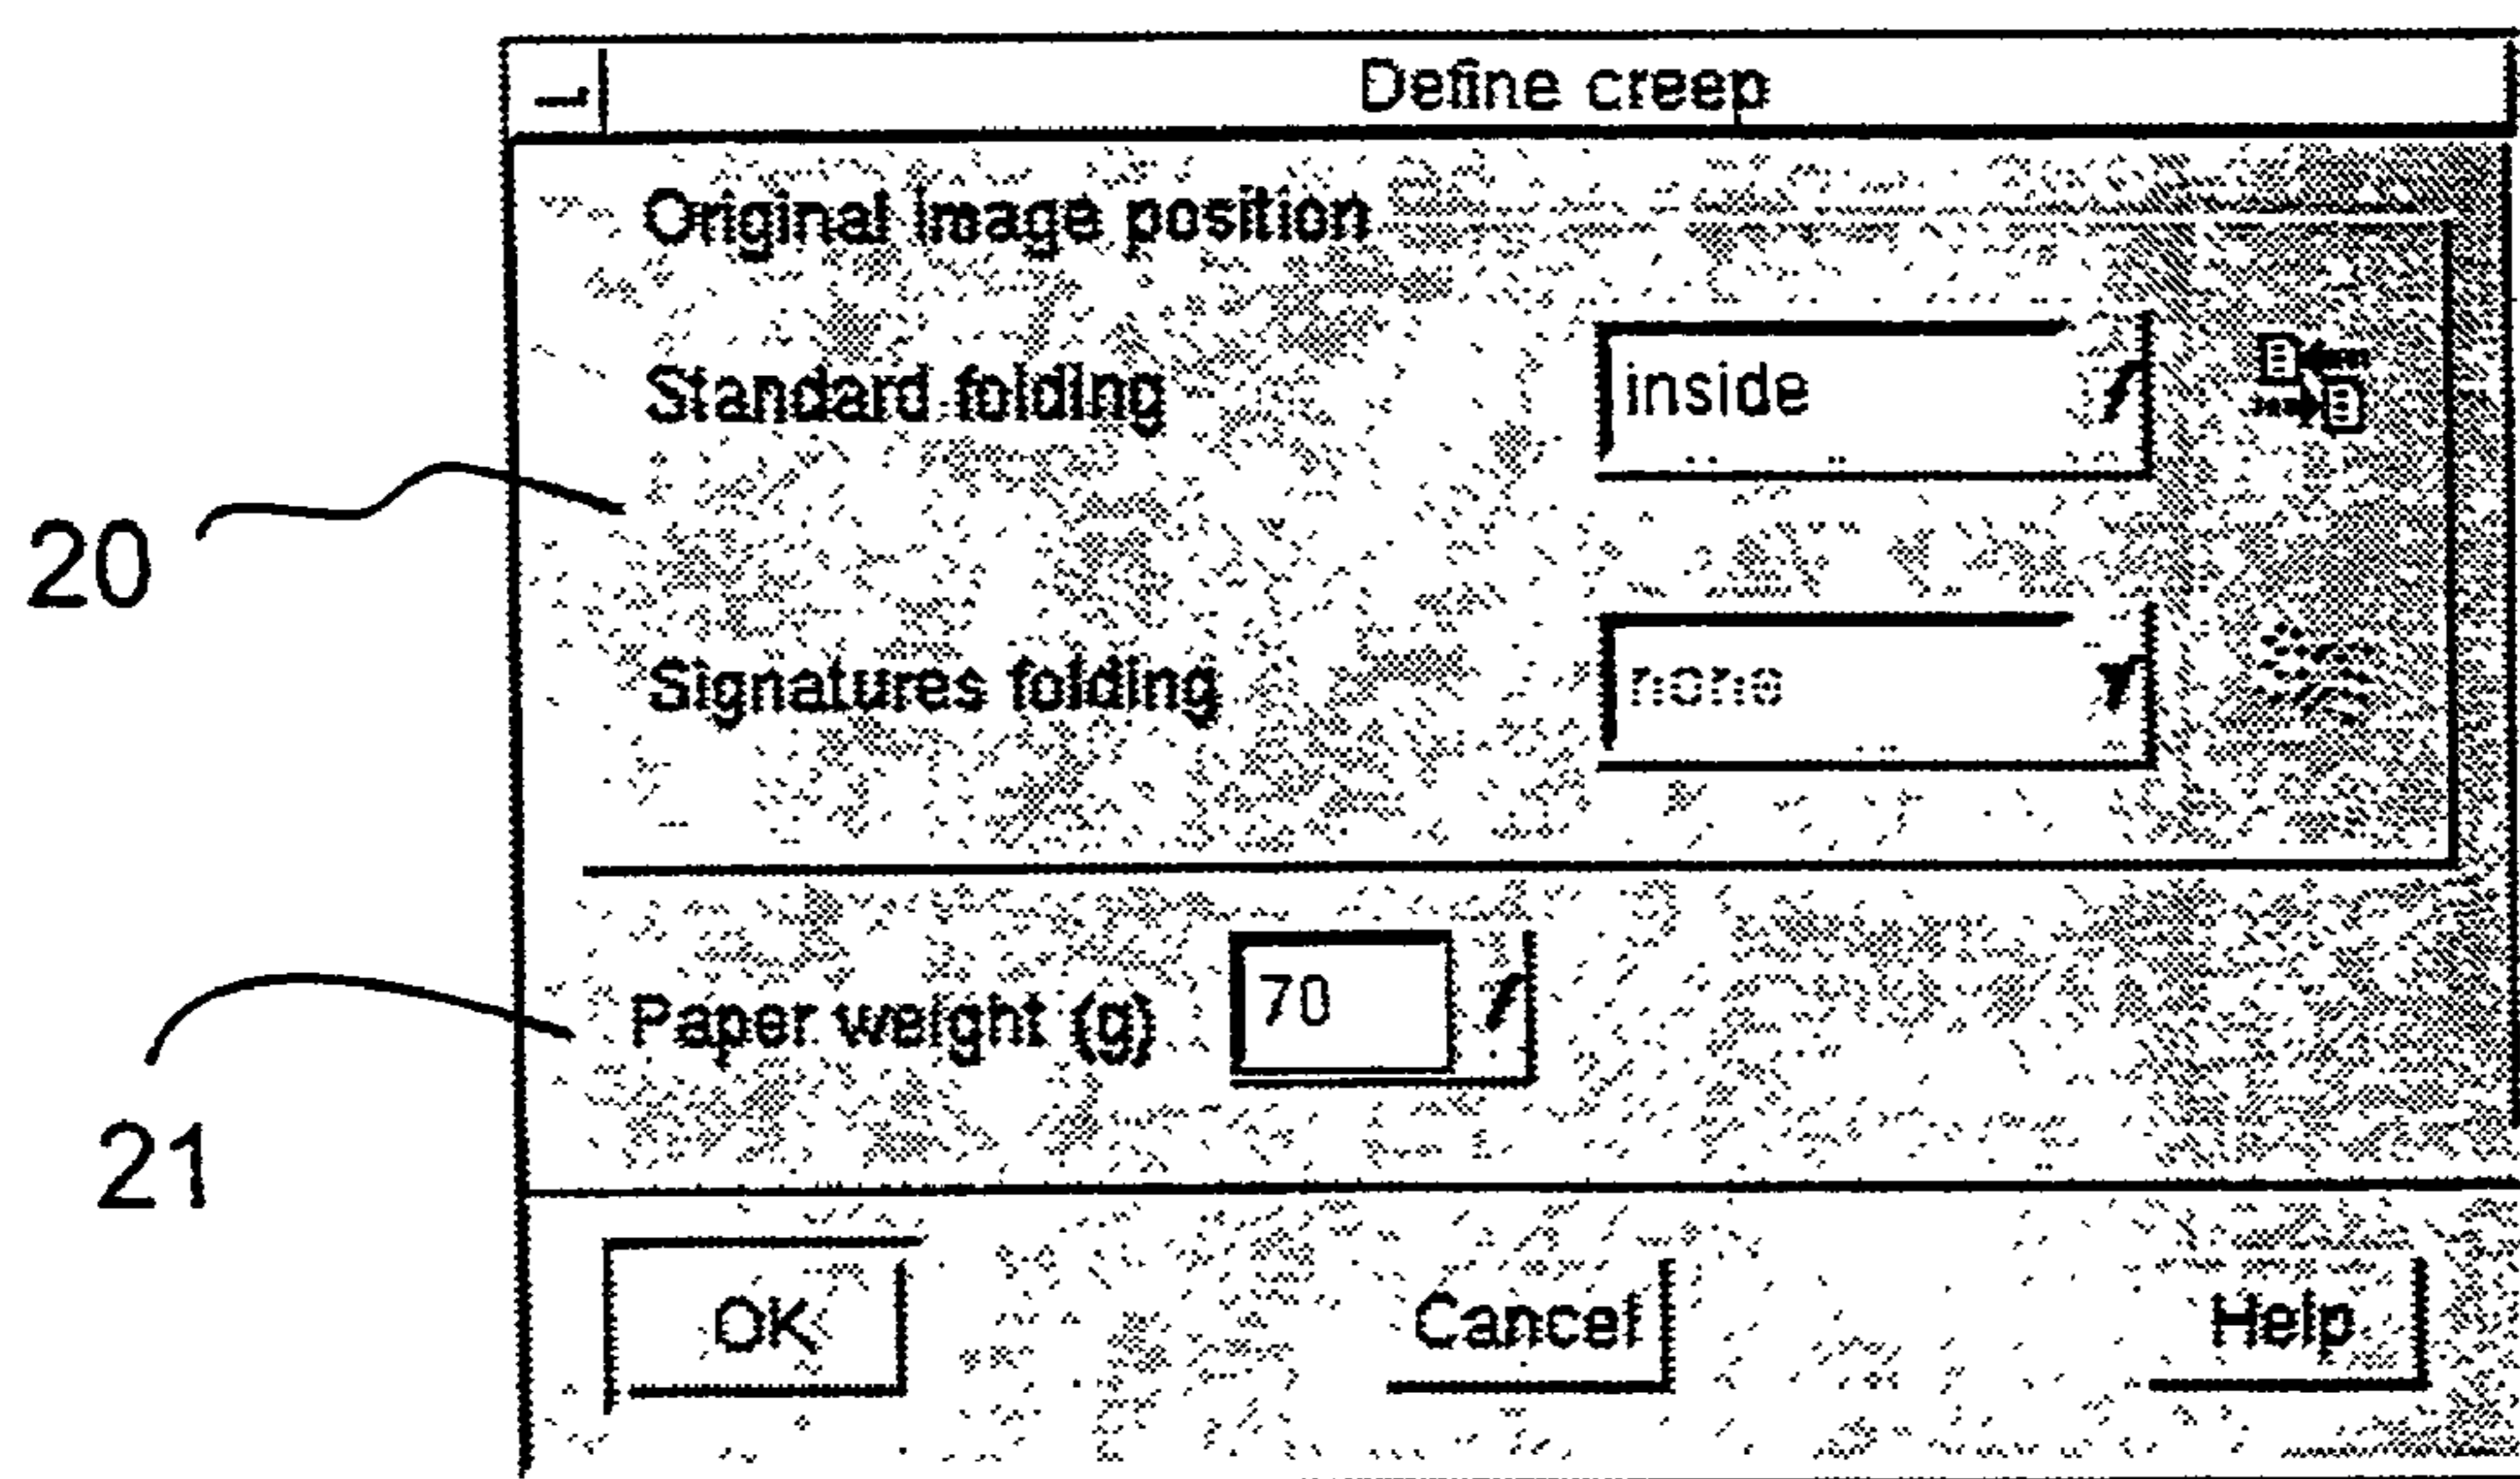 Define creep
Original image position
Standard folding inside
20
Signatures folding none
Paper weight (g) 70
21
OK Cancel Help